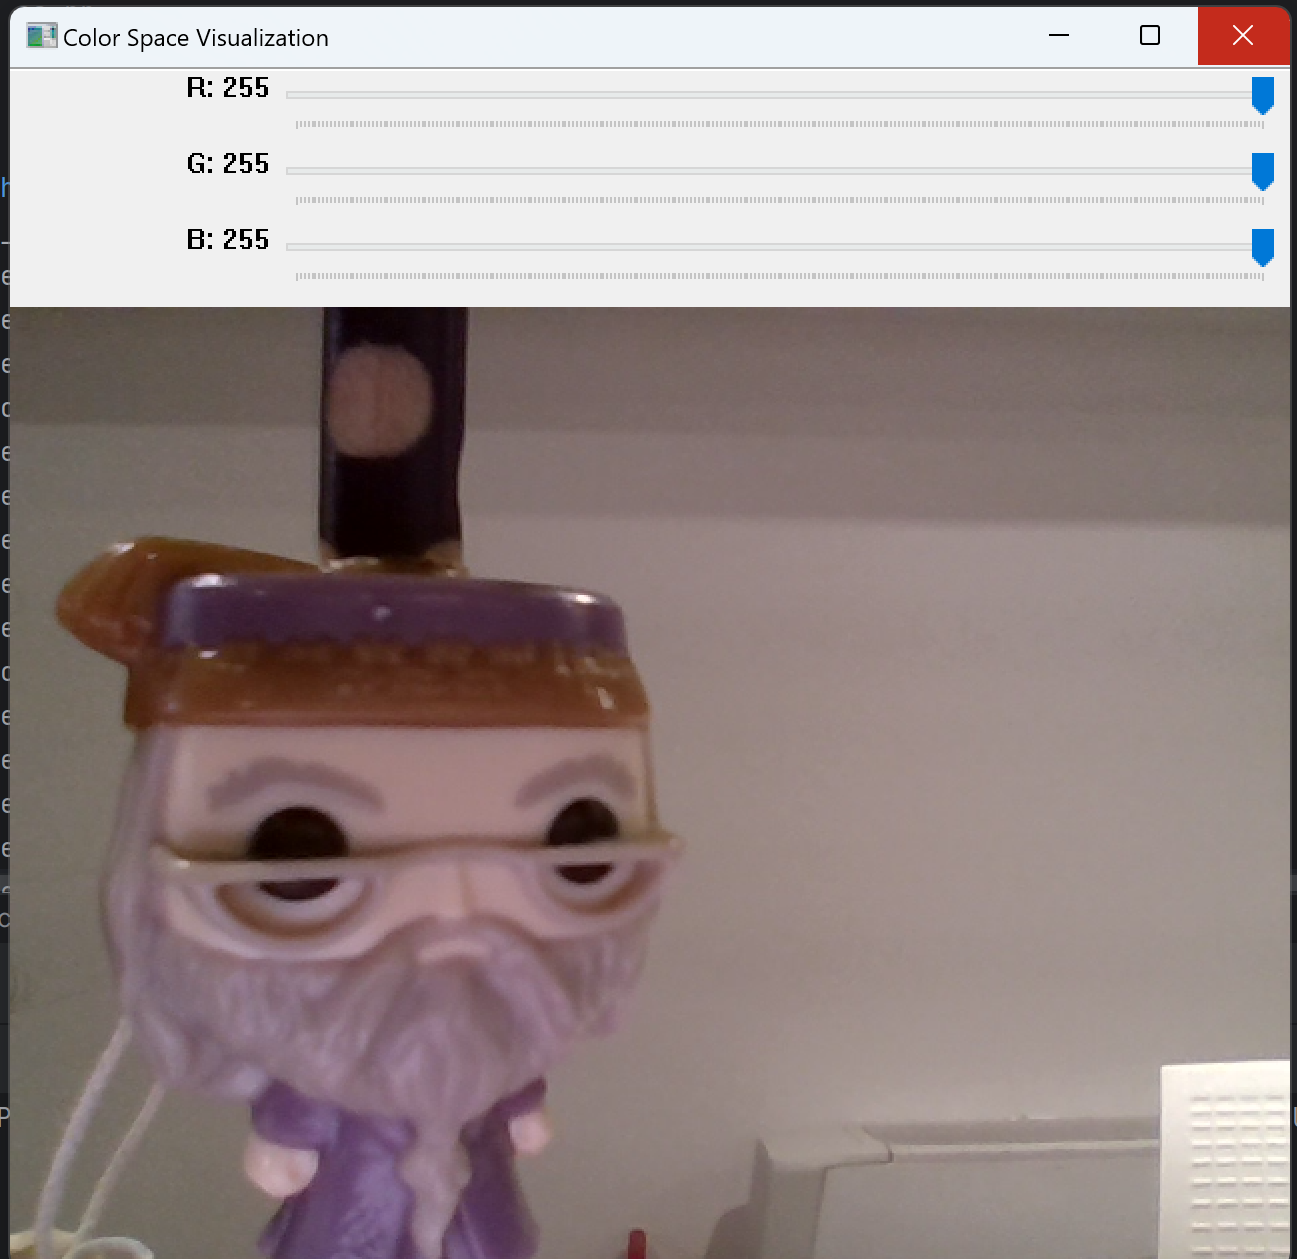 Color Space Visualization
R: 255
G: 255
B: 255